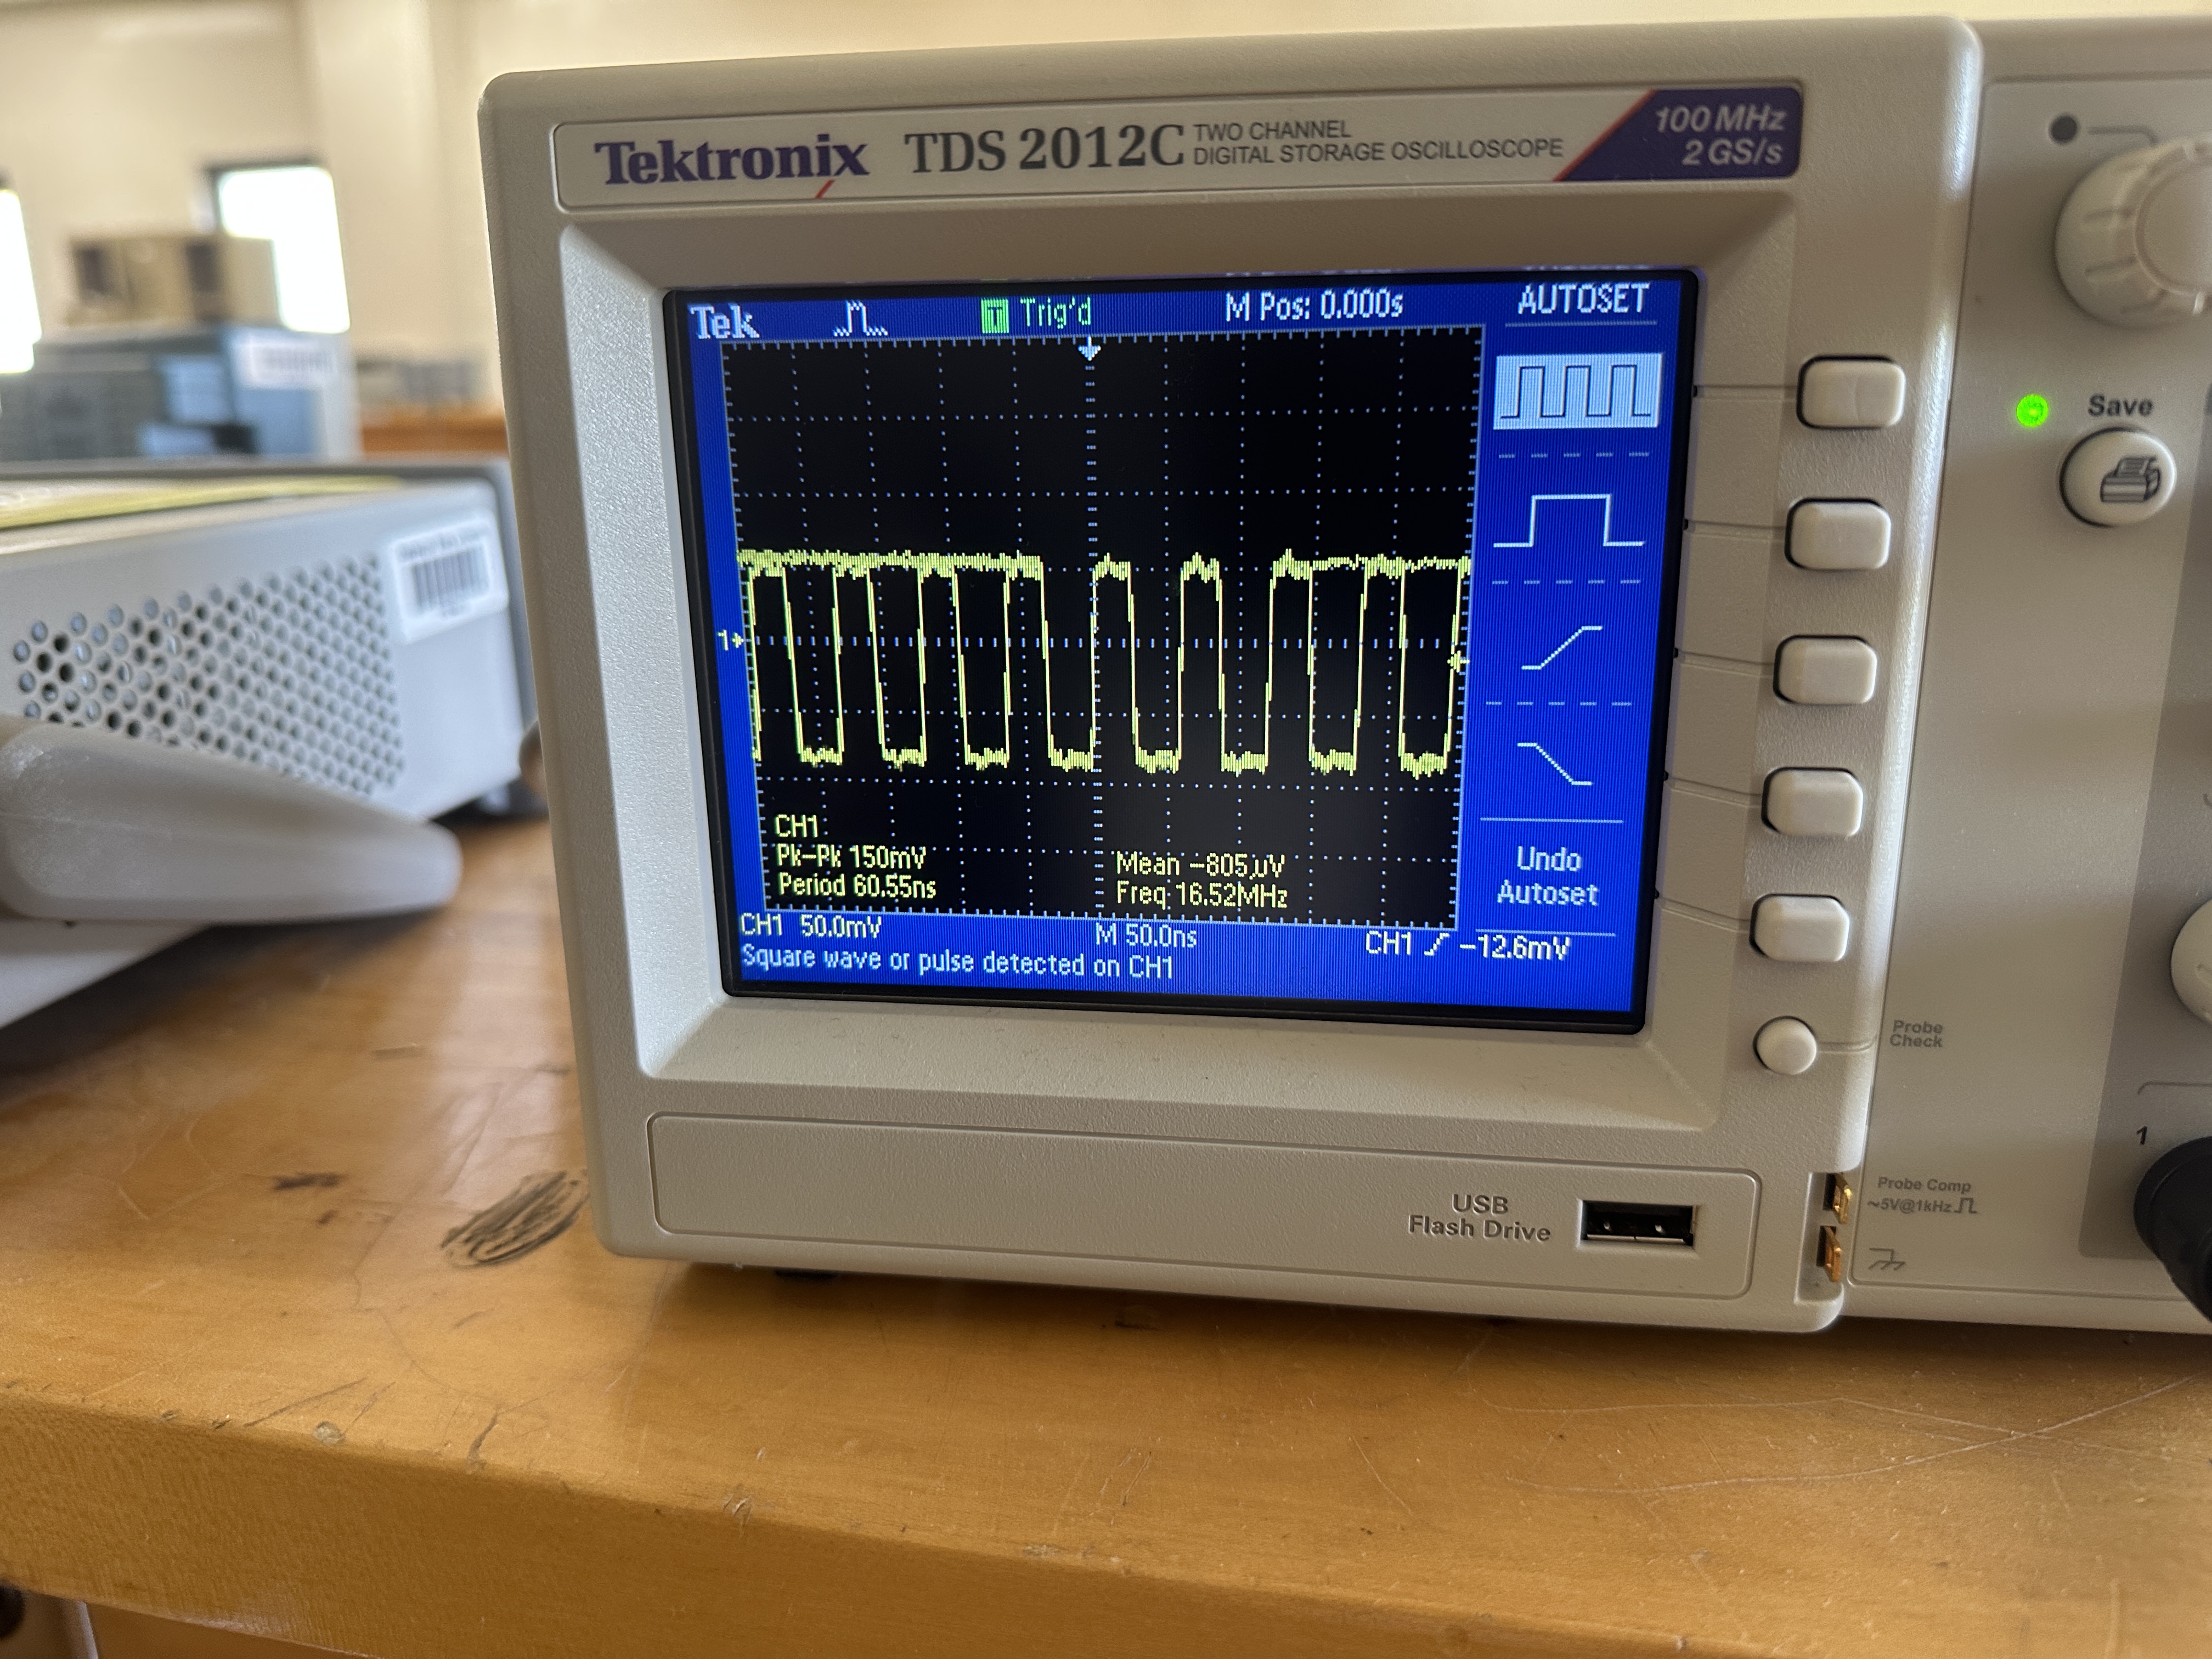 Tektronix TDS 2012C TWO CHANNEL
DIGITAL STORAGE OSCILLOSCOPE
100 MHz
2 GS/s
Tek
T Trig'd
M Pos: 0.000s
AUTOSET
Save
1
CH1
Pk-Pk 150mV
Period 60.55ns
Mean -805µV
Freq 16.52MHz
Undo
Autoset
CH1 50.0mV
M 50.0ns
CH1 -12.6mV
Square wave or pulse detected on CH1
Probe
Check
1
Probe Comp
~5V@1kHz
USB
Flash Drive